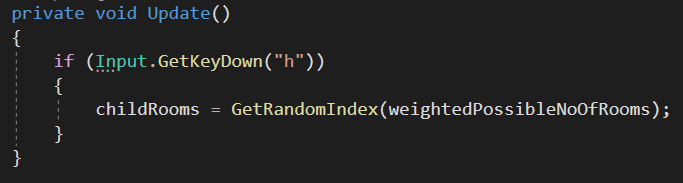 private void Update()
{
if (Input.GetKeyDown("h"))
{
childRooms = GetRandomIndex(weightedPossibleNoOfRooms);
}
}